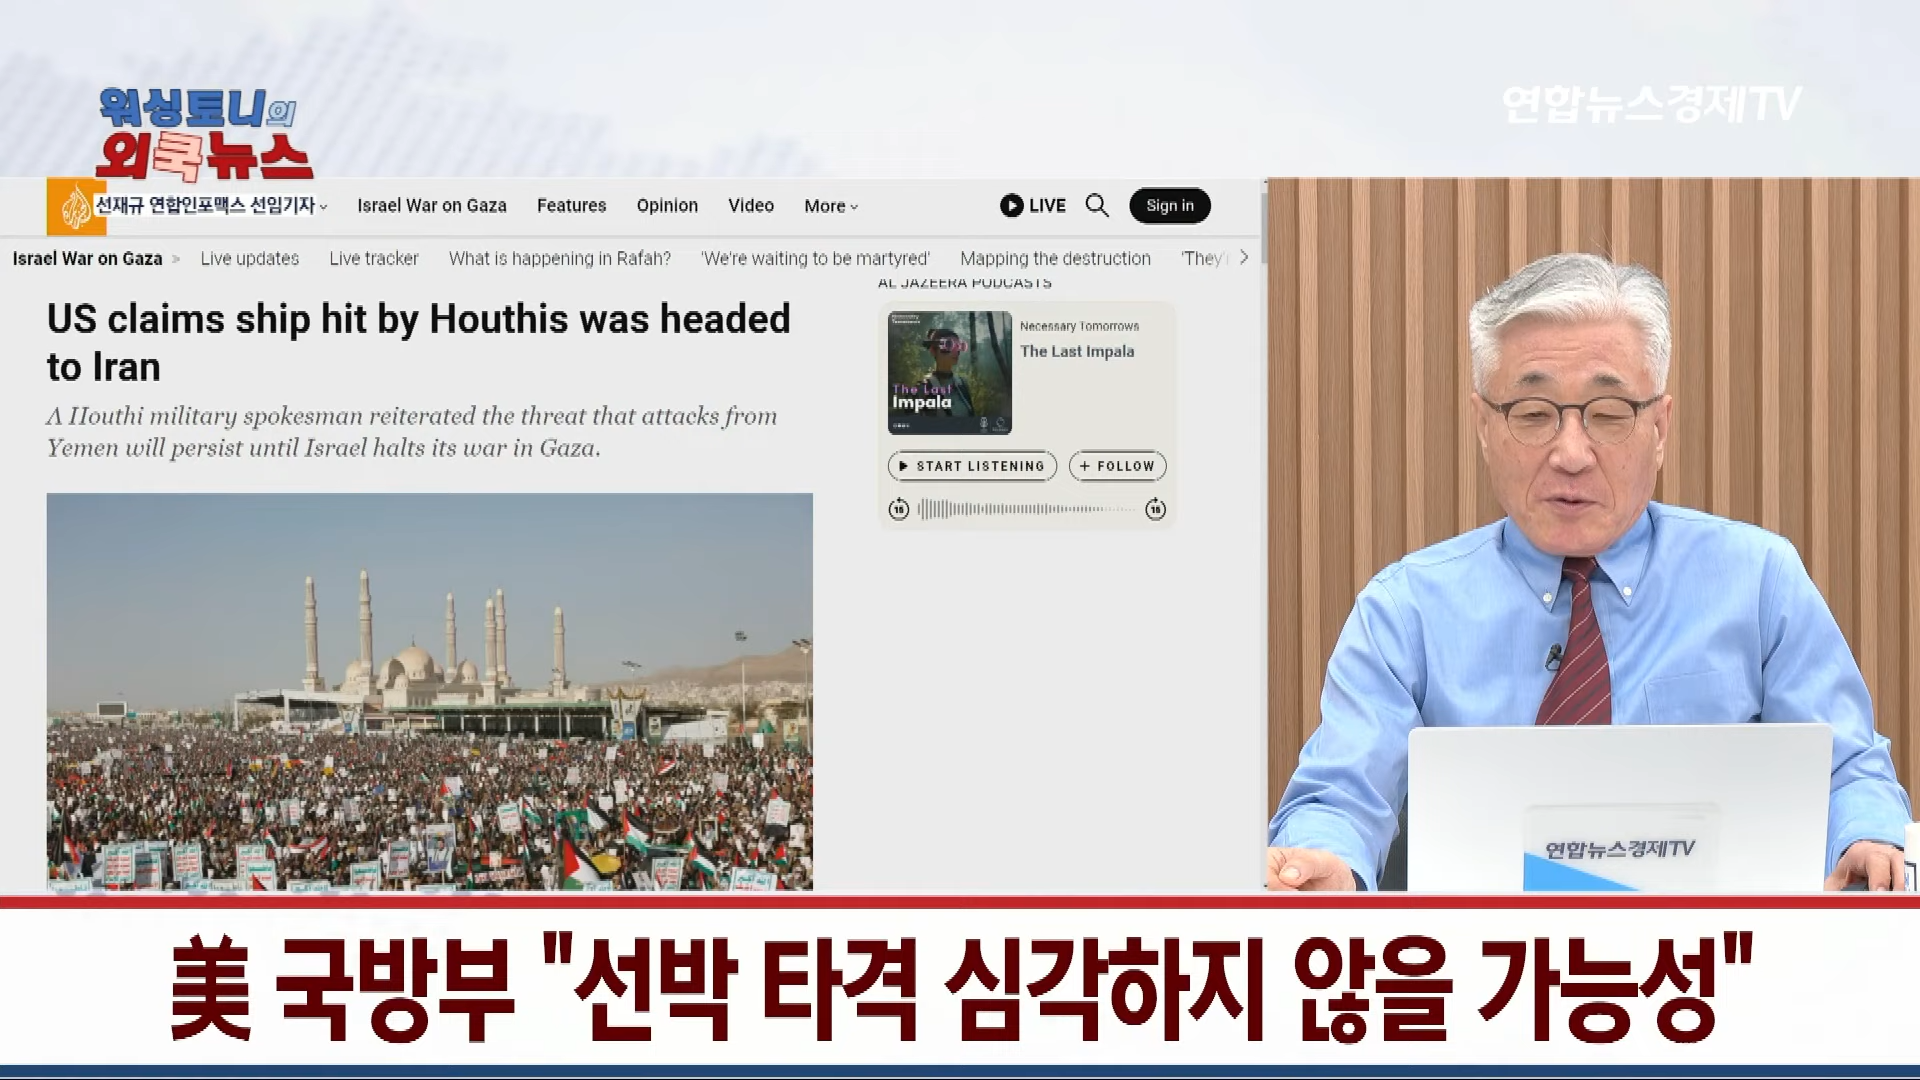 워싱토니의
외쿡뉴스
연합뉴스경제TV
선재규 연합인포맥스 선임기자
Israel War on Gaza
Features
Opinion
Video
More
LIVE
Sign in
Israel War on Gaza
Live updates
Live tracker
What is happening in Rafah?
'We're waiting to be martyred'
Mapping the destruction
'They'
AL JAZEERA PODCASTS
US claims ship hit by Houthis was headed
to Iran
A Houthi military spokesman reiterated the threat that attacks from
Yemen will persist until Israel halts its war in Gaza.
Necessary Tomorrows
The Last Impala
The Last
Impala
START LISTENING
+ FOLLOW
15
15
연합뉴스경제TV
美 국방부 "선박 타격 심각하지 않을 가능성"